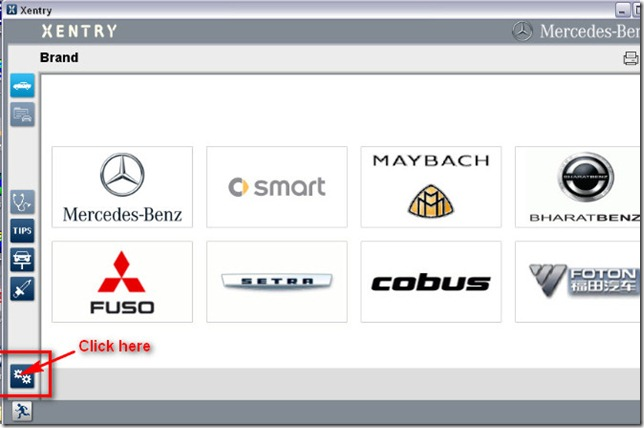 Xentry
XENTRY
Mercedes-Ben
Brand
Mercedes-Benz
smart
MAYBACH
BHARATBENZ
FUSO
SETRA
cobus
FOTON
福田汽车
TIPS
Click here